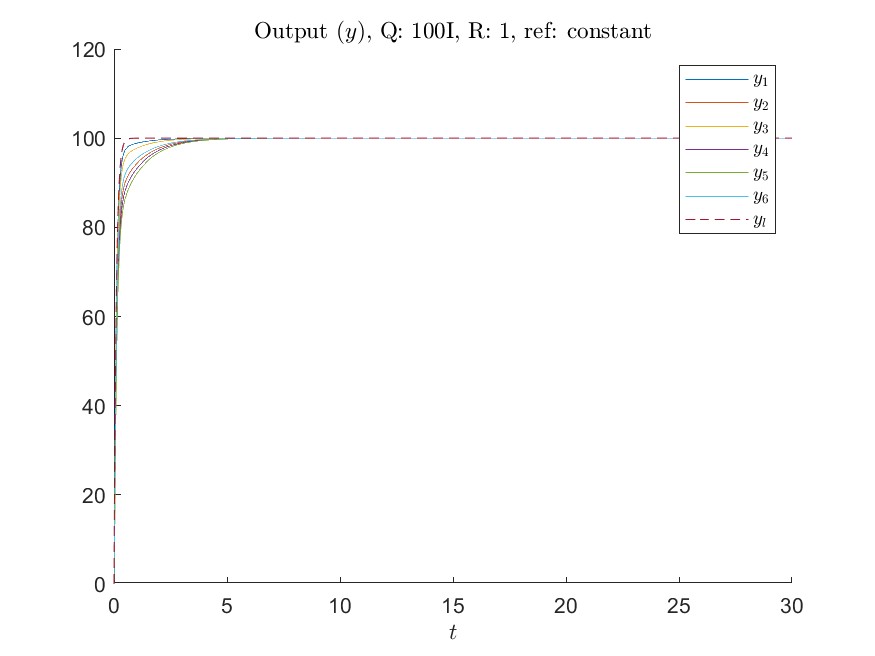 Output (y), Q: 100I, R: 1, ref: constant
120
100
80
60
40
20
0
0 5 10 15 20 25 30
t
y₁
y₂
y₃
y₄
y₅
y₆
yₗ